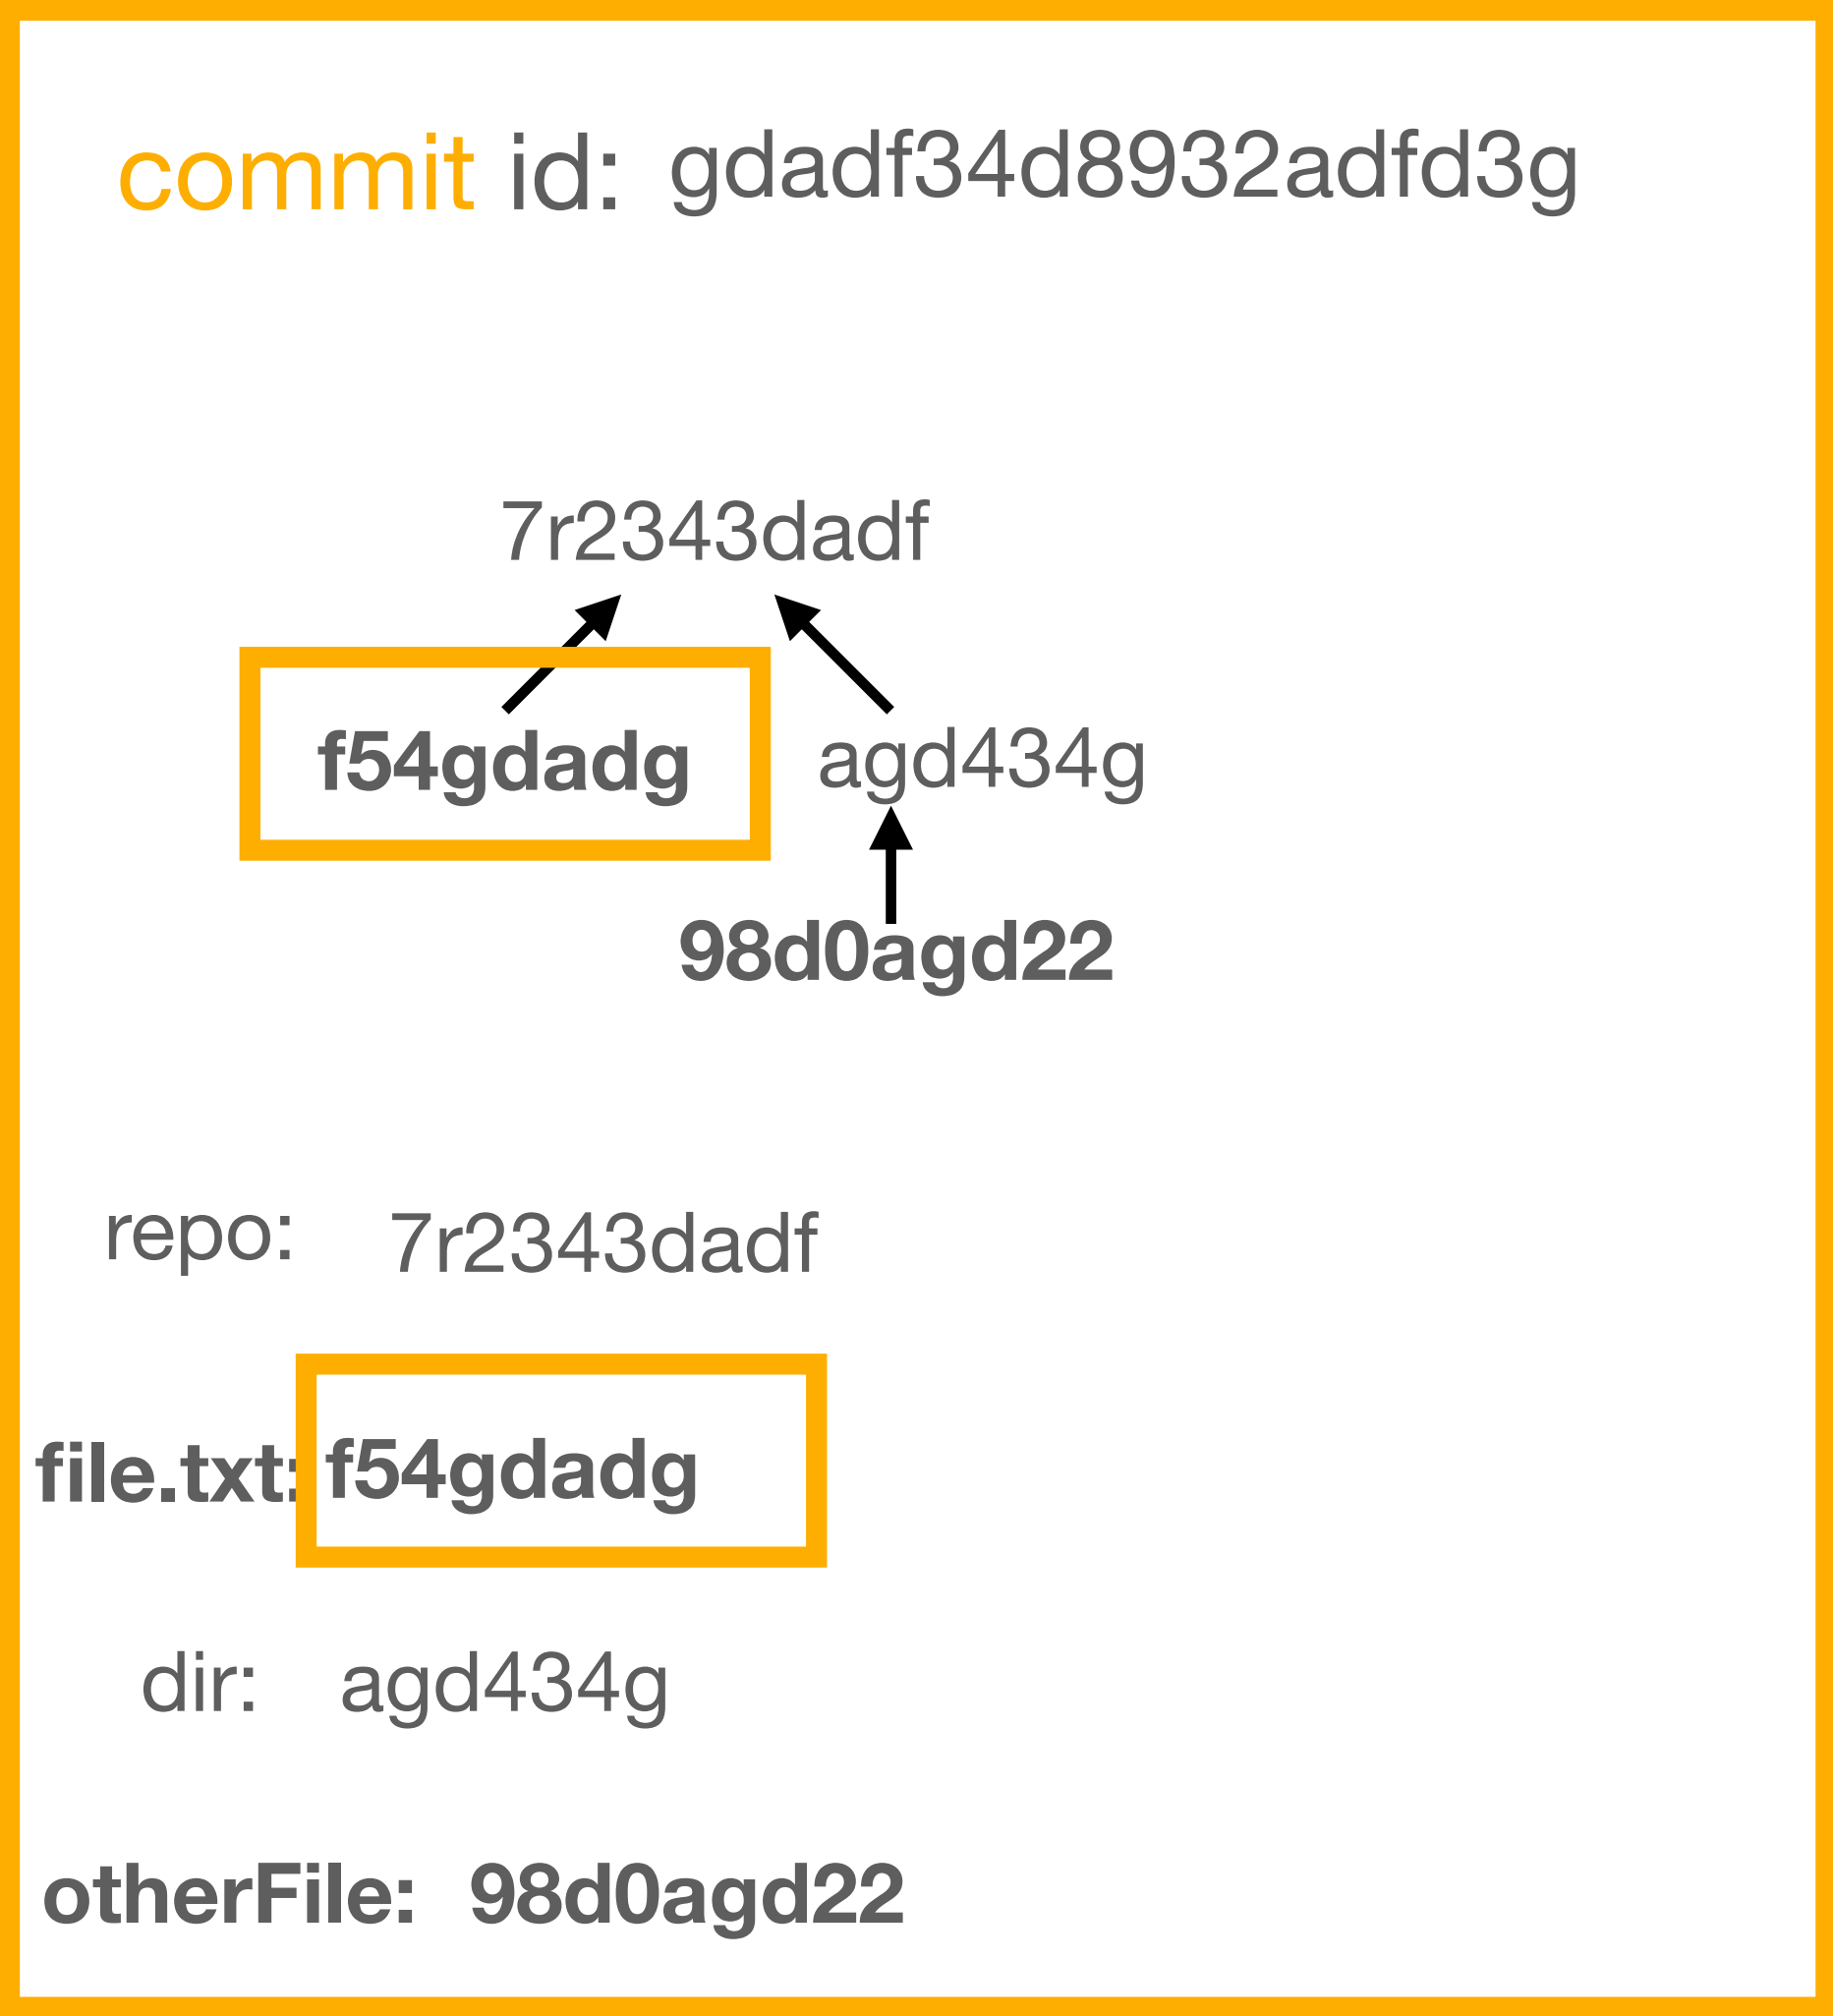 commit id: gdadf34d8932adfd3g
7r2343dadf
f54gdadg agd434g
98d0agd22
repo: 7r2343dadf
file.txt: f54gdadg
dir: agd434g
otherFile: 98d0agd22